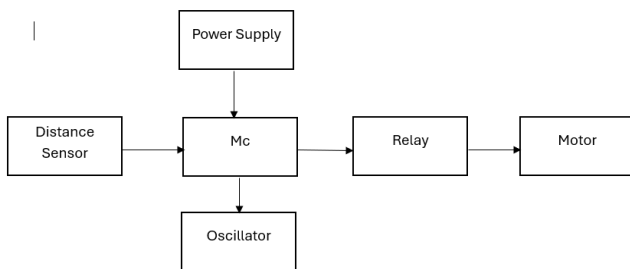 Power Supply
Distance
Sensor
Mc
Relay
Motor
Oscillator